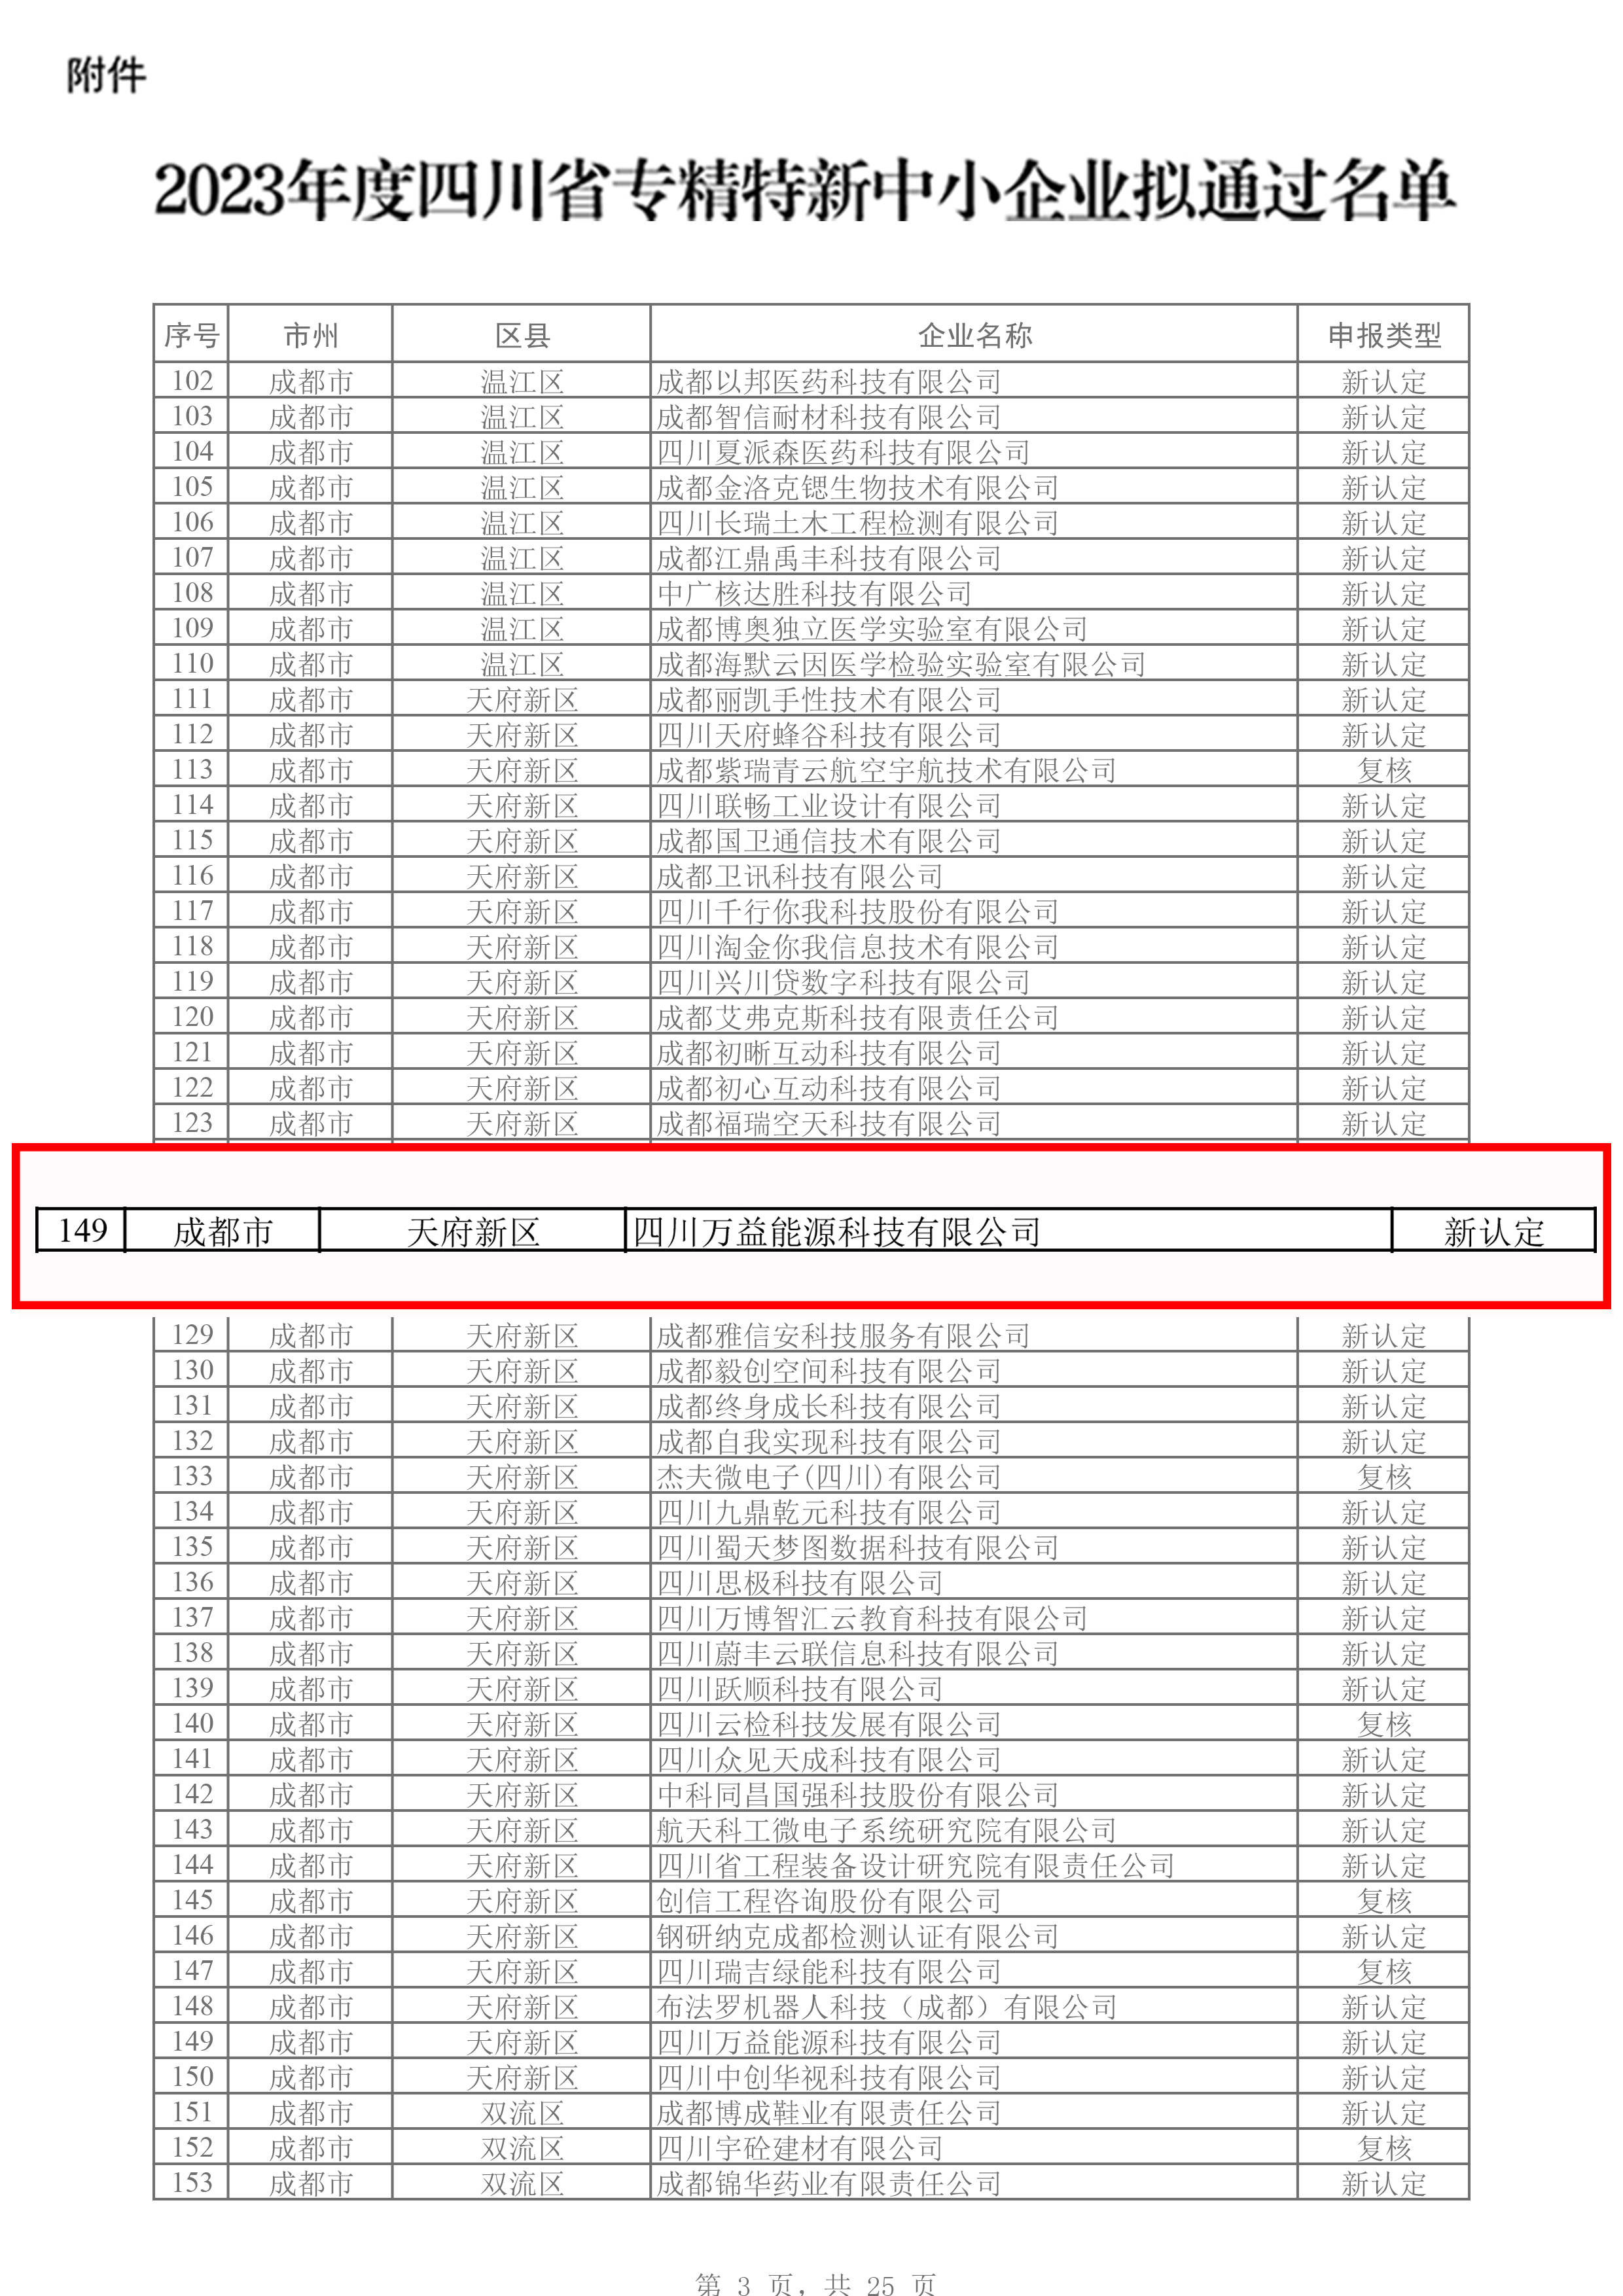 附件
2023年度四川省专精特新中小企业拟通过名单
序号 市州 区县 企业名称 申报类型
102 成都市 温江区 成都以邦医药科技有限公司 新认定
103 成都市 温江区 成都智信耐材科技有限公司 新认定
104 成都市 温江区 四川夏派森医药科技有限公司 新认定
105 成都市 温江区 成都金洛克锶生物技术有限公司 新认定
106 成都市 温江区 四川长瑞土木工程检测有限公司 新认定
107 成都市 温江区 成都江鼎禹丰科技有限公司 新认定
108 成都市 温江区 中广核达胜科技有限公司 新认定
109 成都市 温江区 成都博奥独立医学实验室有限公司 新认定
110 成都市 温江区 成都海默云因医学检验实验室有限公司 新认定
111 成都市 天府新区 成都丽凯手性技术有限公司 新认定
112 成都市 天府新区 四川天府蜂谷科技有限公司 新认定
113 成都市 天府新区 成都紫瑞青云航空宇航技术有限公司 复核
114 成都市 天府新区 四川联畅工业设计有限公司 新认定
115 成都市 天府新区 成都国卫通信技术有限公司 新认定
116 成都市 天府新区 成都卫讯科技有限公司 新认定
117 成都市 天府新区 四川千行你我科技股份有限公司 新认定
118 成都市 天府新区 四川淘金你我信息技术有限公司 新认定
119 成都市 天府新区 四川兴川贷数字科技有限公司 新认定
120 成都市 天府新区 成都艾弗克斯科技有限责任公司 新认定
121 成都市 天府新区 成都初晰互动科技有限公司 新认定
122 成都市 天府新区 成都初心互动科技有限公司 新认定
123 成都市 天府新区 成都福瑞空天科技有限公司 新认定
149 成都市 天府新区 四川万益能源科技有限公司 新认定
129 成都市 天府新区 成都雅信安科技服务有限公司 新认定
130 成都市 天府新区 成都毅创空间科技有限公司 新认定
131 成都市 天府新区 成都终身成长科技有限公司 新认定
132 成都市 天府新区 成都自我实现科技有限公司 新认定
133 成都市 天府新区 杰夫微电子(四川)有限公司 复核
134 成都市 天府新区 四川九鼎乾元科技有限公司 新认定
135 成都市 天府新区 四川蜀天梦图数据科技有限公司 新认定
136 成都市 天府新区 四川思极科技有限公司 新认定
137 成都市 天府新区 四川万博智汇云教育科技有限公司 新认定
138 成都市 天府新区 四川蔚丰云联信息科技有限公司 新认定
139 成都市 天府新区 四川跃顺科技有限公司 新认定
140 成都市 天府新区 四川云检科技发展有限公司 复核
141 成都市 天府新区 四川众见天成科技有限公司 新认定
142 成都市 天府新区 中科同昌国强科技股份有限公司 新认定
143 成都市 天府新区 航天科工微电子系统研究院有限公司 新认定
144 成都市 天府新区 四川省工程装备设计研究院有限责任公司 新认定
145 成都市 天府新区 创信工程咨询股份有限公司 复核
146 成都市 天府新区 钢研纳克成都检测认证有限公司 新认定
147 成都市 天府新区 四川瑞吉绿能科技有限公司 复核
148 成都市 天府新区 布法罗机器人科技（成都）有限公司 新认定
149 成都市 天府新区 四川万益能源科技有限公司 新认定
150 成都市 天府新区 四川中创华视科技有限公司 新认定
151 成都市 双流区 成都博成鞋业有限责任公司 新认定
152 成都市 双流区 四川宇砼建材有限公司 复核
153 成都市 双流区 成都锦华药业有限责任公司 新认定
第 3 页，共 25 页